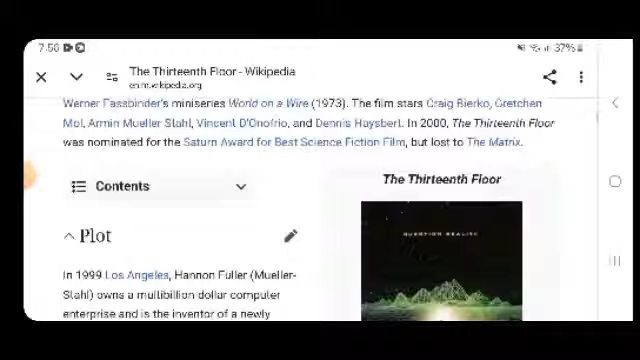 7:56 37%
The Thirteenth Floor - Wikipedia
en.m.wikipedia.org
Werner Fassbinder's miniseries World on a Wire (1973). The film stars Craig Bierko, Gretchen
Mol, Armin Mueller Stahl, Vincent D'Onofrio, and Dennis Haysbert. In 2000, The Thirteenth Floor
was nominated for the Saturn Award for Best Science Fiction Film, but lost to The Matrix.
Contents
The Thirteenth Floor
Plot
QUESTION REALITY
In 1999 Los Angeles, Hannon Fuller (Mueller-
Stahl) owns a multibillion-dollar computer
enterprise and is the inventor of a newly